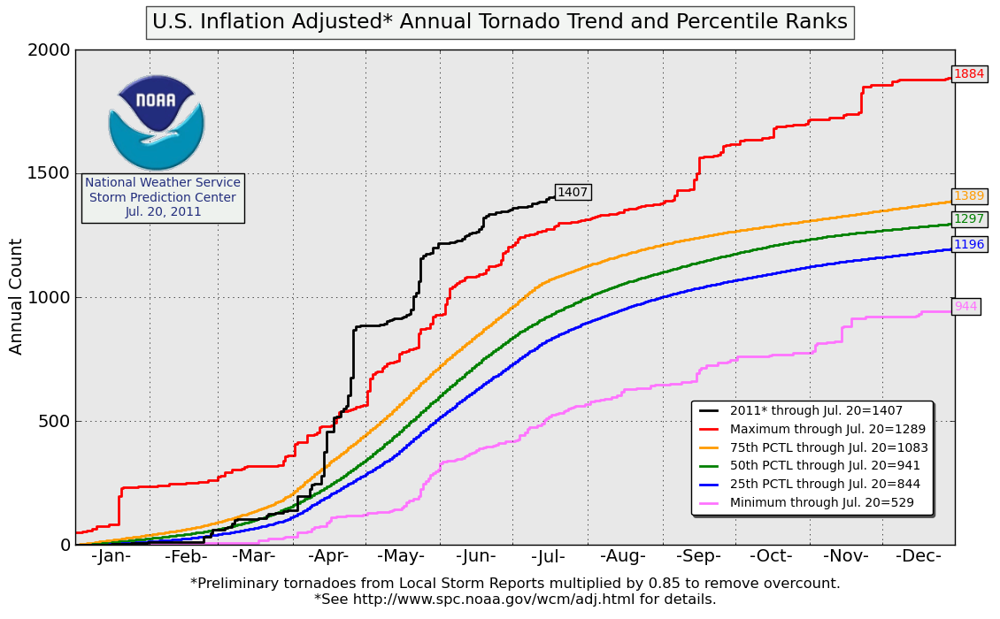 U.S. Inflation Adjusted* Annual Tornado Trend and Percentile Ranks
Annual Count
2000
1500
1000
500
0
NOAA
National Weather Service
Storm Prediction Center
Jul. 20, 2011
1407
1884
1389
1297
1196
944
2011* through Jul. 20=1407
Maximum through Jul. 20=1289
75th PCTL through Jul. 20=1083
50th PCTL through Jul. 20=941
25th PCTL through Jul. 20=844
Minimum through Jul. 20=529
-Jan- -Feb- -Mar- -Apr- -May- -Jun- -Jul- -Aug- -Sep- -Oct- -Nov- -Dec-
*Preliminary tornadoes from Local Storm Reports multiplied by 0.85 to remove overcount.
*See http://www.spc.noaa.gov/wcm/adj.html for details.